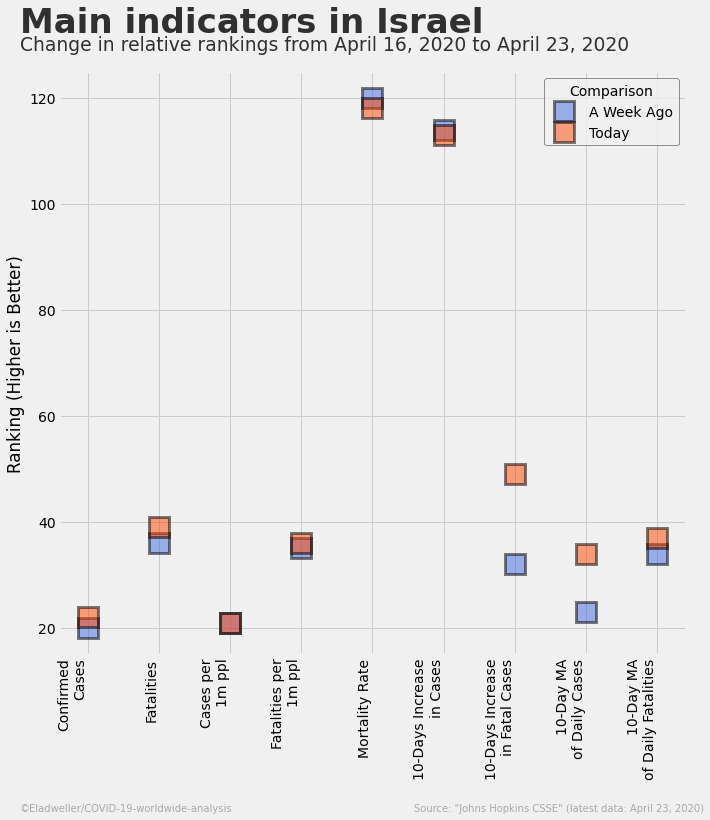 Main indicators in Israel
Change in relative rankings from April 16, 2020 to April 23, 2020
Comparison
A Week Ago
Today
Ranking (Higher is Better)
120
100
80
60
40
20
Confirmed
Cases
Fatalities
Cases per
1m ppl
Fatalities per
1m ppl
Mortality Rate
10-Days Increase
in Cases
10-Days Increase
in Fatal Cases
10-Day MA
of Daily Cases
10-Day MA
of Daily Fatalities
©Eladweller/COVID-19-worldwide-analysis
Source: "Johns Hopkins CSSE" (latest data: April 23, 2020)